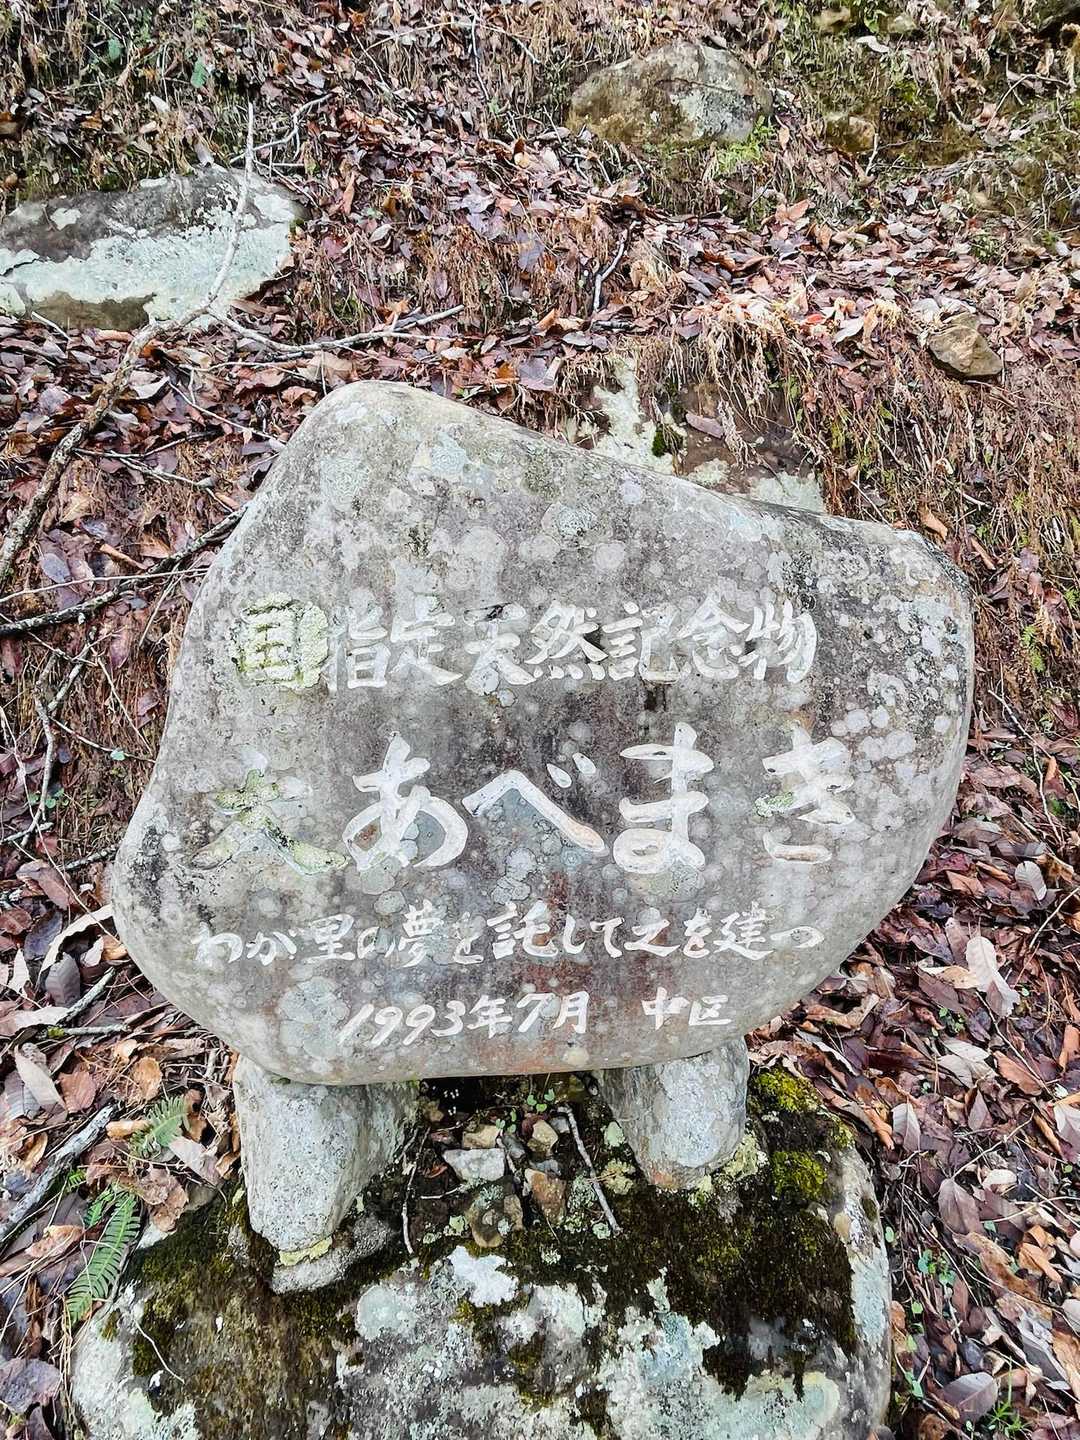 国指定天然記念物
大あべまき
わが里の夢を託して之を建つ
1993年7月 中区